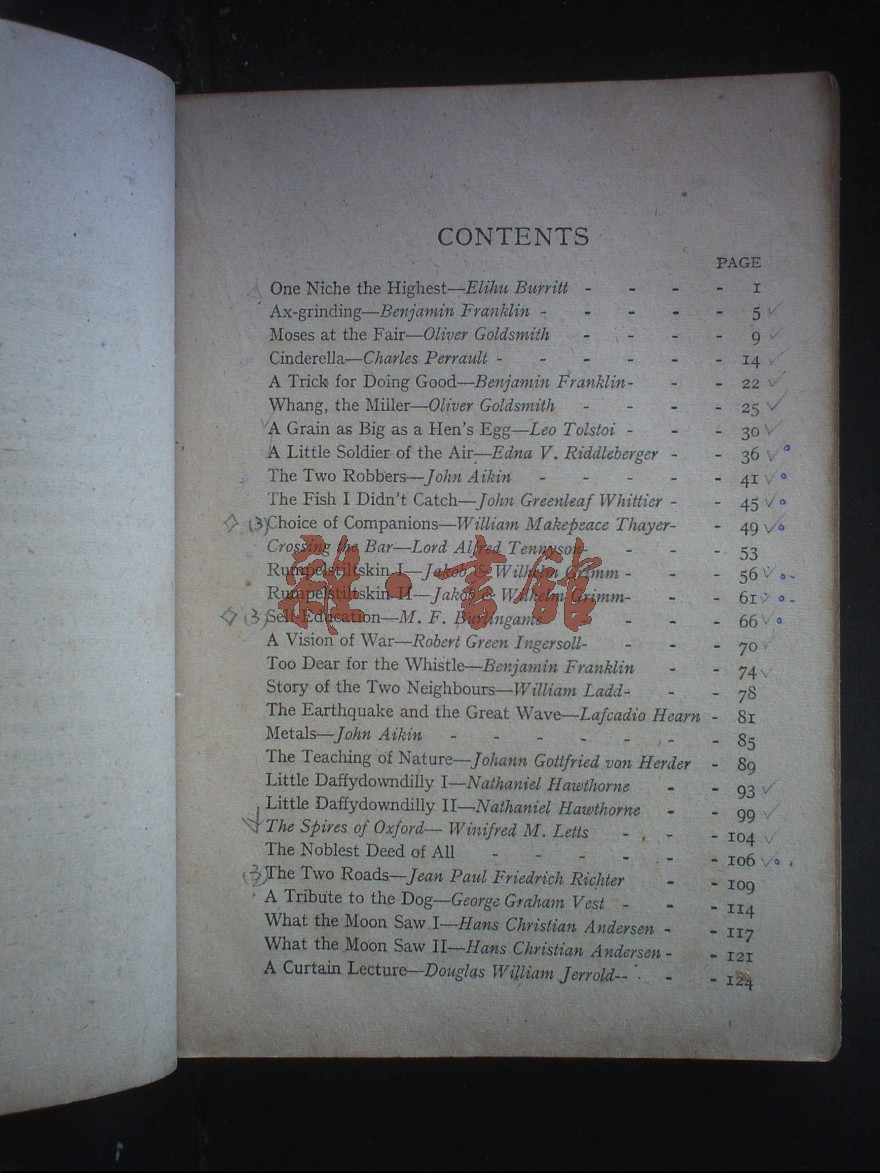 CONTENTS
PAGE
One Niche the Highest—Elihu Burritt - - - - 1
Ax-grinding—Benjamin Franklin - - - - - 5
Moses at the Fair—Oliver Goldsmith - - - - 9
Cinderella—Charles Perrault - - - - - - 14
A Trick for Doing Good—Benjamin Franklin- - - 22
Whang, the Miller—Oliver Goldsmith - - - - 25
A Grain as Big as a Hen's Egg—Leo Tolstoi - - - 30
A Little Soldier of the Air—Edna V. Riddleberger - - 36
The Two Robbers—John Aikin - - - - - 41
The Fish I Didn't Catch—John Greenleaf Whittier - - 45
(3) Choice of Companions—William Makepeace Thayer- - 49
Crossing the Bar—Lord Alfred Tennyson- - - - 53
Rumpelstiltskin I—Jakob & Wilhelm Grimm - - - 56
Rumpelstiltskin II—Jakob & Wilhelm Grimm- - - 61
(3) Self-Education—M. F. Burlingame - - - 66
A Vision of War—Robert Green Ingersoll- - - - 70
Too Dear for the Whistle—Benjamin Franklin - - 74
Story of the Two Neighbours—William Ladd- - - 78
The Earthquake and the Great Wave—Lafcadio Hearn - 81
Metals—John Aikin - - - - - - - 85
The Teaching of Nature—Johann Gottfried von Herder - 89
Little Daffydowndilly I—Nathaniel Hawthorne - - 93
Little Daffydowndilly II—Nathaniel Hawthorne - - 99
The Spires of Oxford— Winifred M. Letts - - - 104
The Noblest Deed of All - - - - - - 106
(3) The Two Roads—Jean Paul Friedrich Richter - - 109
A Tribute to the Dog—George Graham Vest - - - 114
What the Moon Saw I—Hans Christian Andersen - - 117
What the Moon Saw II—Hans Christian Andersen - - 121
A Curtain Lecture—Douglas William Jerrold-- - - 124